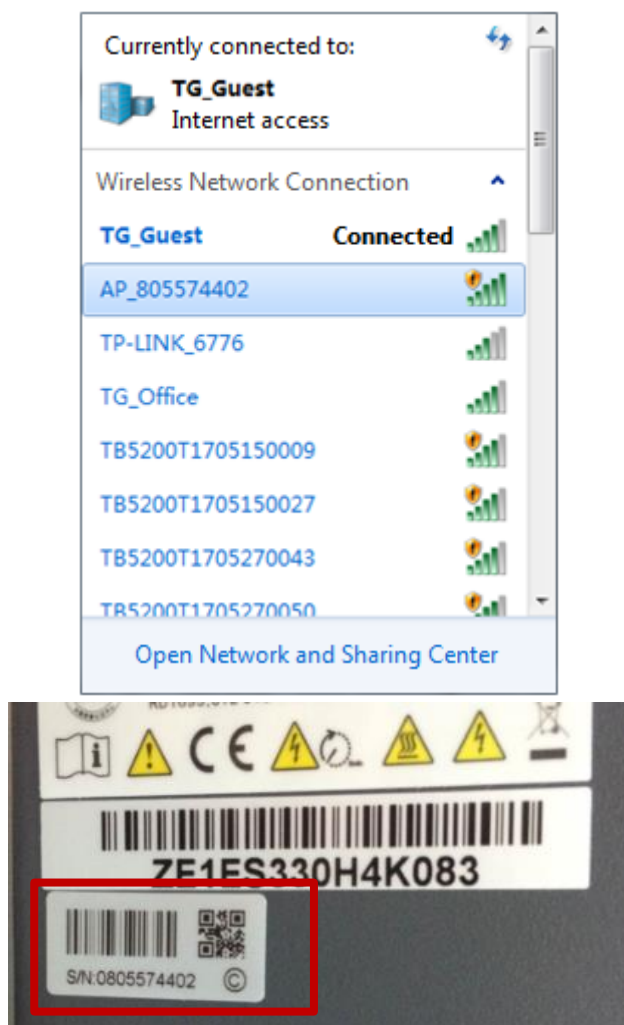 Currently connected to:
TG_Guest
Internet access
Wireless Network Connection
TG_Guest Connected
AP_805574402
TP-LINK_6776
TG_Office
TB5200T1705150009
TB5200T1705150027
TB5200T1705270043
TB5200T1705270050
Open Network and Sharing Center
i CE
ZE1ES330H4K083
S/N:0805574402 ©